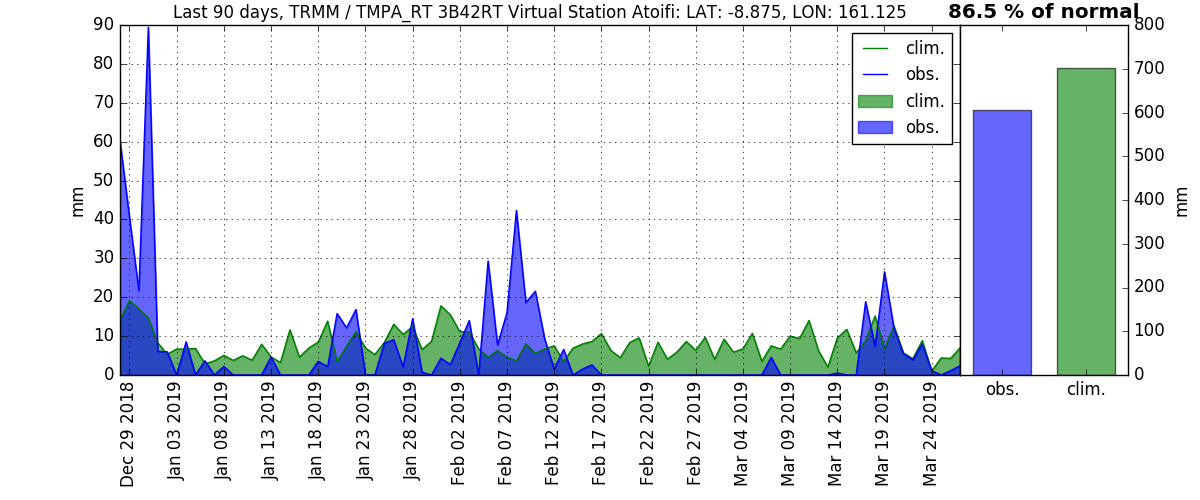 Last 90 days, TRMM / TMPA_RT 3B42RT Virtual Station Atoifi: LAT: -8.875, LON: 161.125
86.5 % of normal
mm
90
80
70
60
50
40
30
20
10
0
clim.
obs.
clim.
obs.
Dec 29 2018
Jan 03 2019
Jan 08 2019
Jan 13 2019
Jan 18 2019
Jan 23 2019
Jan 28 2019
Feb 02 2019
Feb 07 2019
Feb 12 2019
Feb 17 2019
Feb 22 2019
Feb 27 2019
Mar 04 2019
Mar 09 2019
Mar 14 2019
Mar 19 2019
Mar 24 2019
800
700
600
500
400
300
200
100
0
mm
obs.
clim.